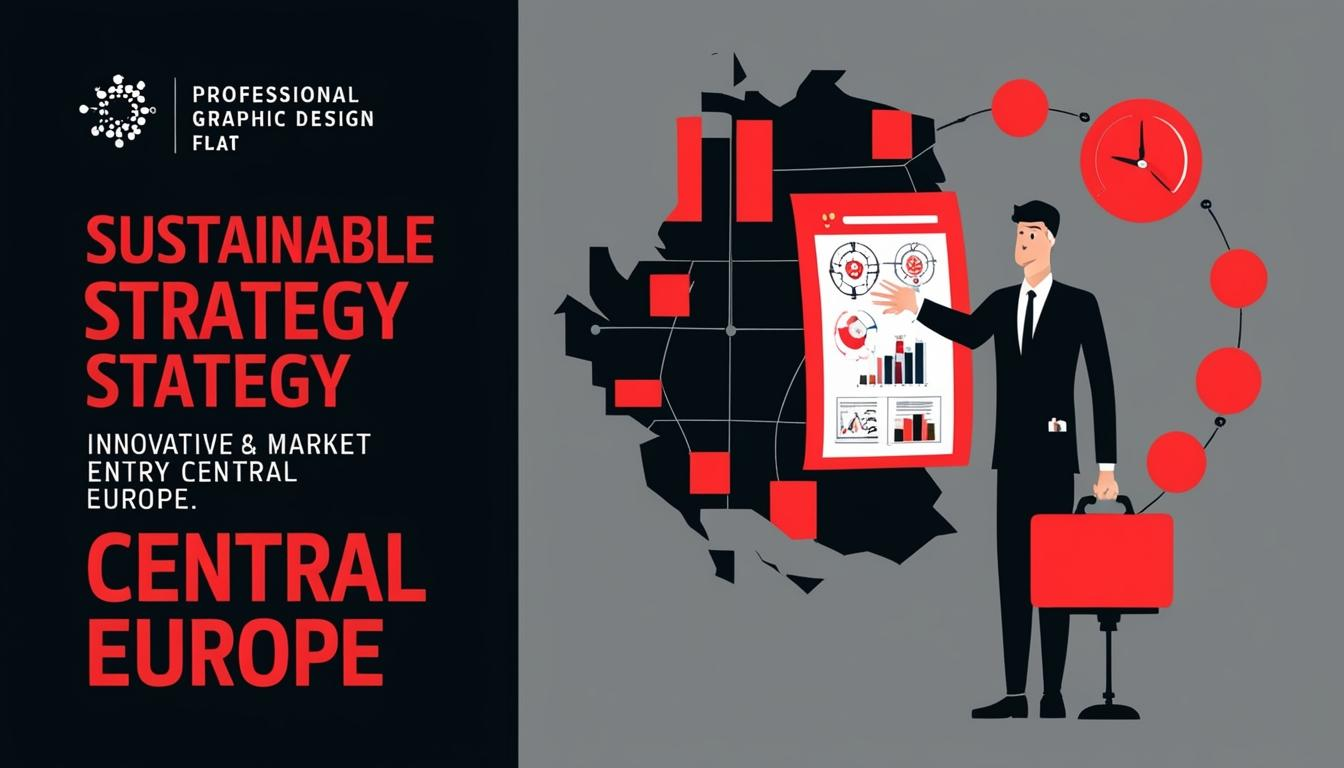 PROFESSIONAL
GRAPHIC DESIGN
FLAT
SUSTAINABLE
STRATEGY
STATEGY
INNOVATIVE & MARKET
ENTRY CENTRAL
EUROPE.
CENTRAL
EUROPE